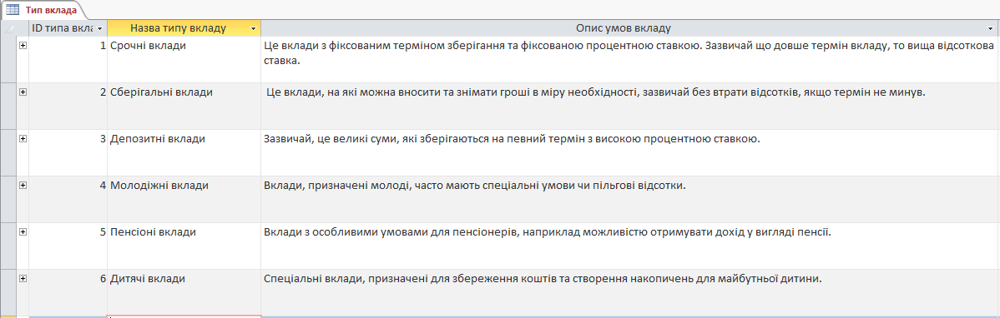 Тип вклада
ID типа вкла Назва типу вкладу Опис умов вкладу
1 Срочні вклади Це вклади з фіксованим терміном зберігання та фіксованою процентною ставкою. Зазвичай що довше термін вкладу, то вища відсоткова
ставка.
2 Сберігальні вклади Це вклади, на які можна вносити та знімати гроші в міру необхідності, зазвичай без втрати відсотків, якщо термін не минув.
3 Депозитні вклади Зазвичай, це великі суми, які зберігаються на певний термін з високою процентною ставкою.
4 Молодіжні вклади Вклади, призначені молоді, часто мають спеціальні умови чи пільгові відсотки.
5 Пенсіоні вклади Вклади з особливими умовами для пенсіонерів, наприклад можливістю отримувати дохід у вигляді пенсії.
6 Дитячі вклади Спеціальні вклади, призначені для збереження коштів та створення накопичень для майбутньої дитини.